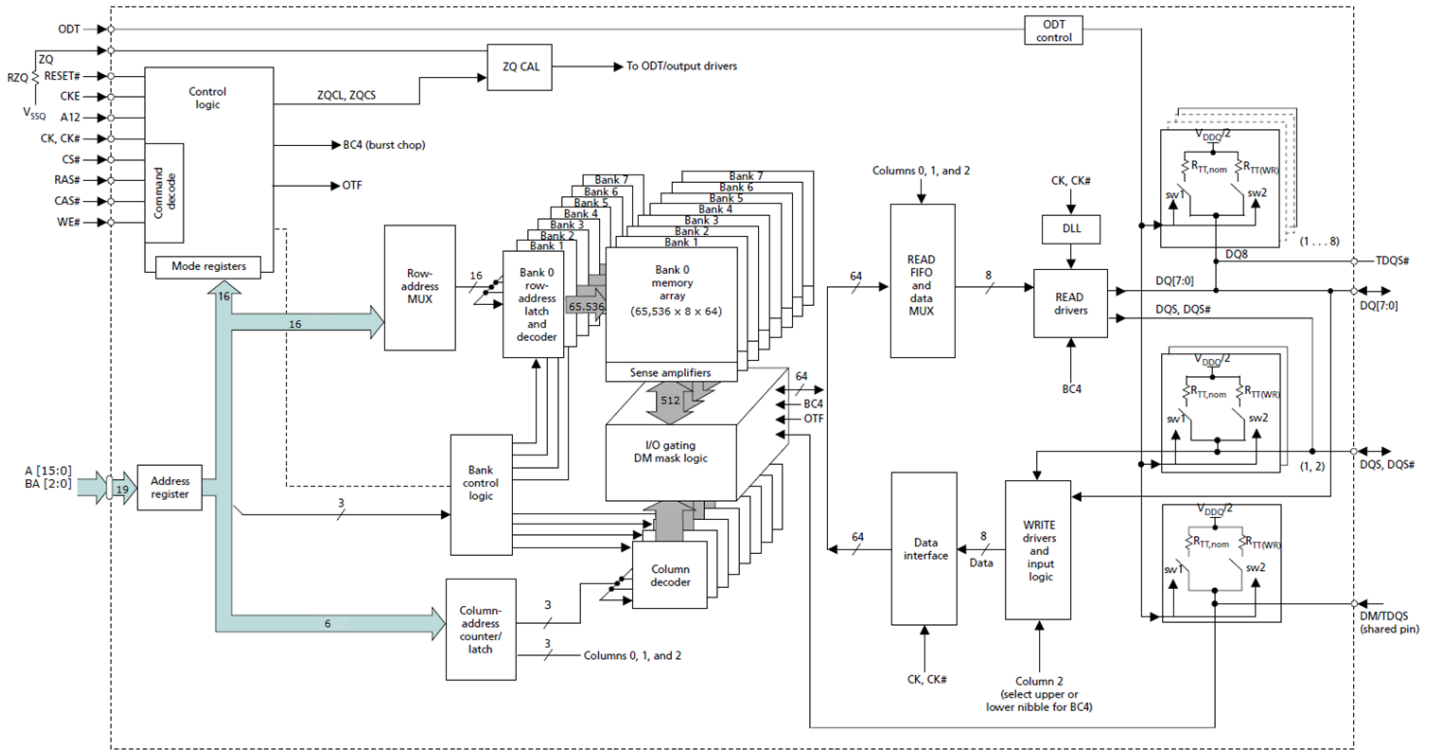 ODT
ODT
control
ZQ
RZQ
VSSQ
RESET#
CKE
A12
CK, CK#
CS#
RAS#
CAS#
WE#
Control
logic
Command
decode
Mode registers
ZQ CAL
To ODT/output drivers
ZQCL, ZQCS
BC4 (burst chop)
OTF
16
16
Row-
address
MUX
16
Bank 7
Bank 6
Bank 5
Bank 4
Bank 3
Bank 2
Bank 1
Bank 0
row-
address
latch
and
decoder
65,536
Bank 7
Bank 6
Bank 5
Bank 4
Bank 3
Bank 2
Bank 1
Bank 0
memory
array
(65,536 x 8 x 64)
Sense amplifiers
512
64
BC4
OTF
I/O gating
DM mask logic
A [15:0]
BA [2:0]
19
Address
register
3
Bank
control
logic
6
Column-
address
counter/
latch
3
3
Columns 0, 1, and 2
Column
decoder
Columns 0, 1, and 2
64
READ
FIFO
and
data
MUX
8
CK, CK#
DLL
READ
drivers
BC4
DQ[7:0]
DQS, DQS#
64
Data
interface
CK, CK#
8
Data
WRITE
drivers
and
input
logic
Column 2
(select upper or
lower nibble for BC4)
VDDQ/2
RTT,nom
RTT(WR)
sw1
sw2
(1 . . . 8)
DQ8
TDQS#
DQ[7:0]
VDDQ/2
RTT,nom
RTT(WR)
sw1
sw2
(1, 2)
DQS, DQS#
VDDQ/2
RTT,nom
RTT(WR)
sw1
sw2
DM/TDQS
(shared pin)